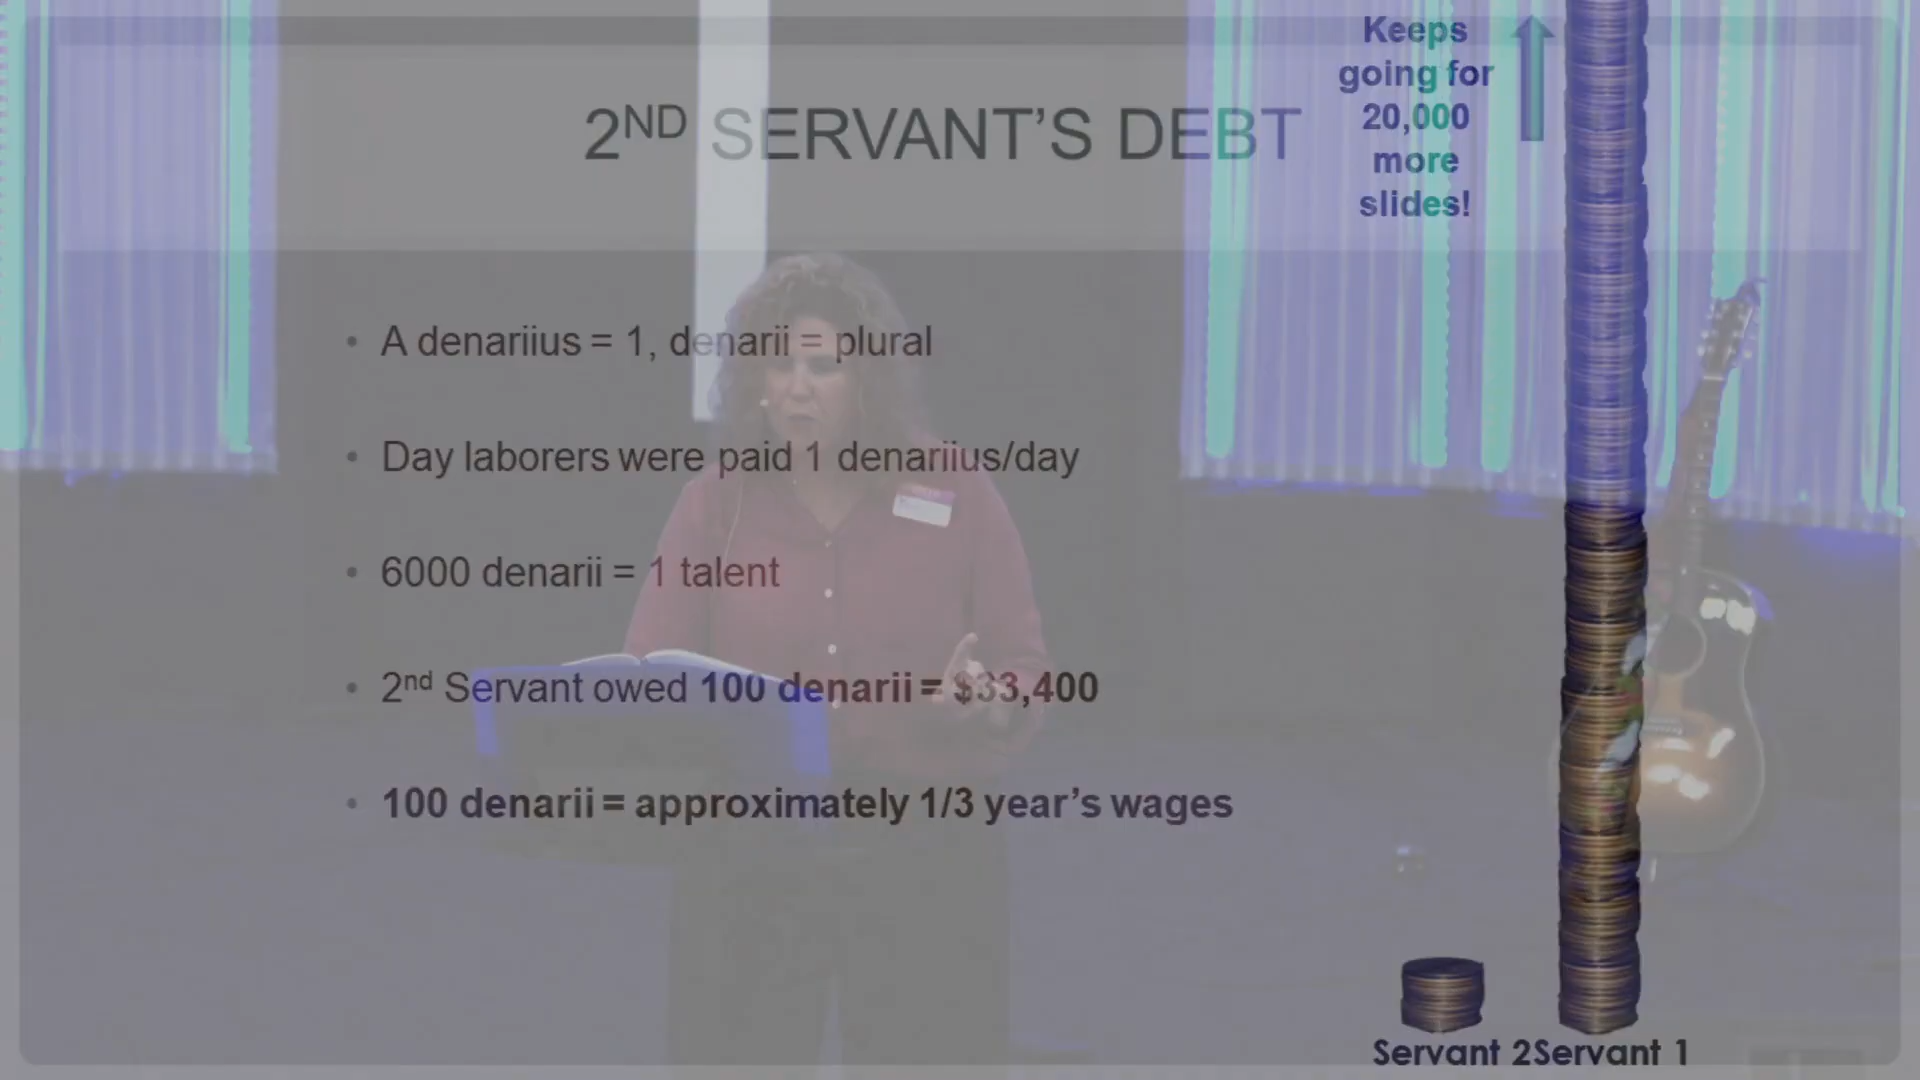 2ND SERVANT'S DEBT
Keeps
going for
20,000
more
slides!
• A denariius = 1, denarii = plural
• Day laborers were paid 1 denariius/day
• 6000 denarii = 1 talent
• 2nd Servant owed 100 denarii = $33,400
• 100 denarii = approximately 1/3 year's wages
Servant 2 Servant 1